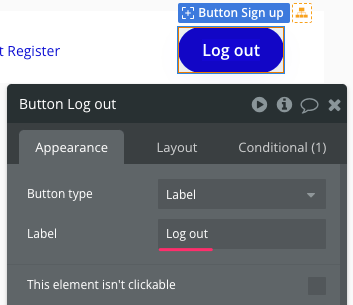 Button Sign up
t Register
Log out
Button Log out
Appearance
Layout
Conditional (1)
Button type
Label
Label
Log out
This element isn't clickable